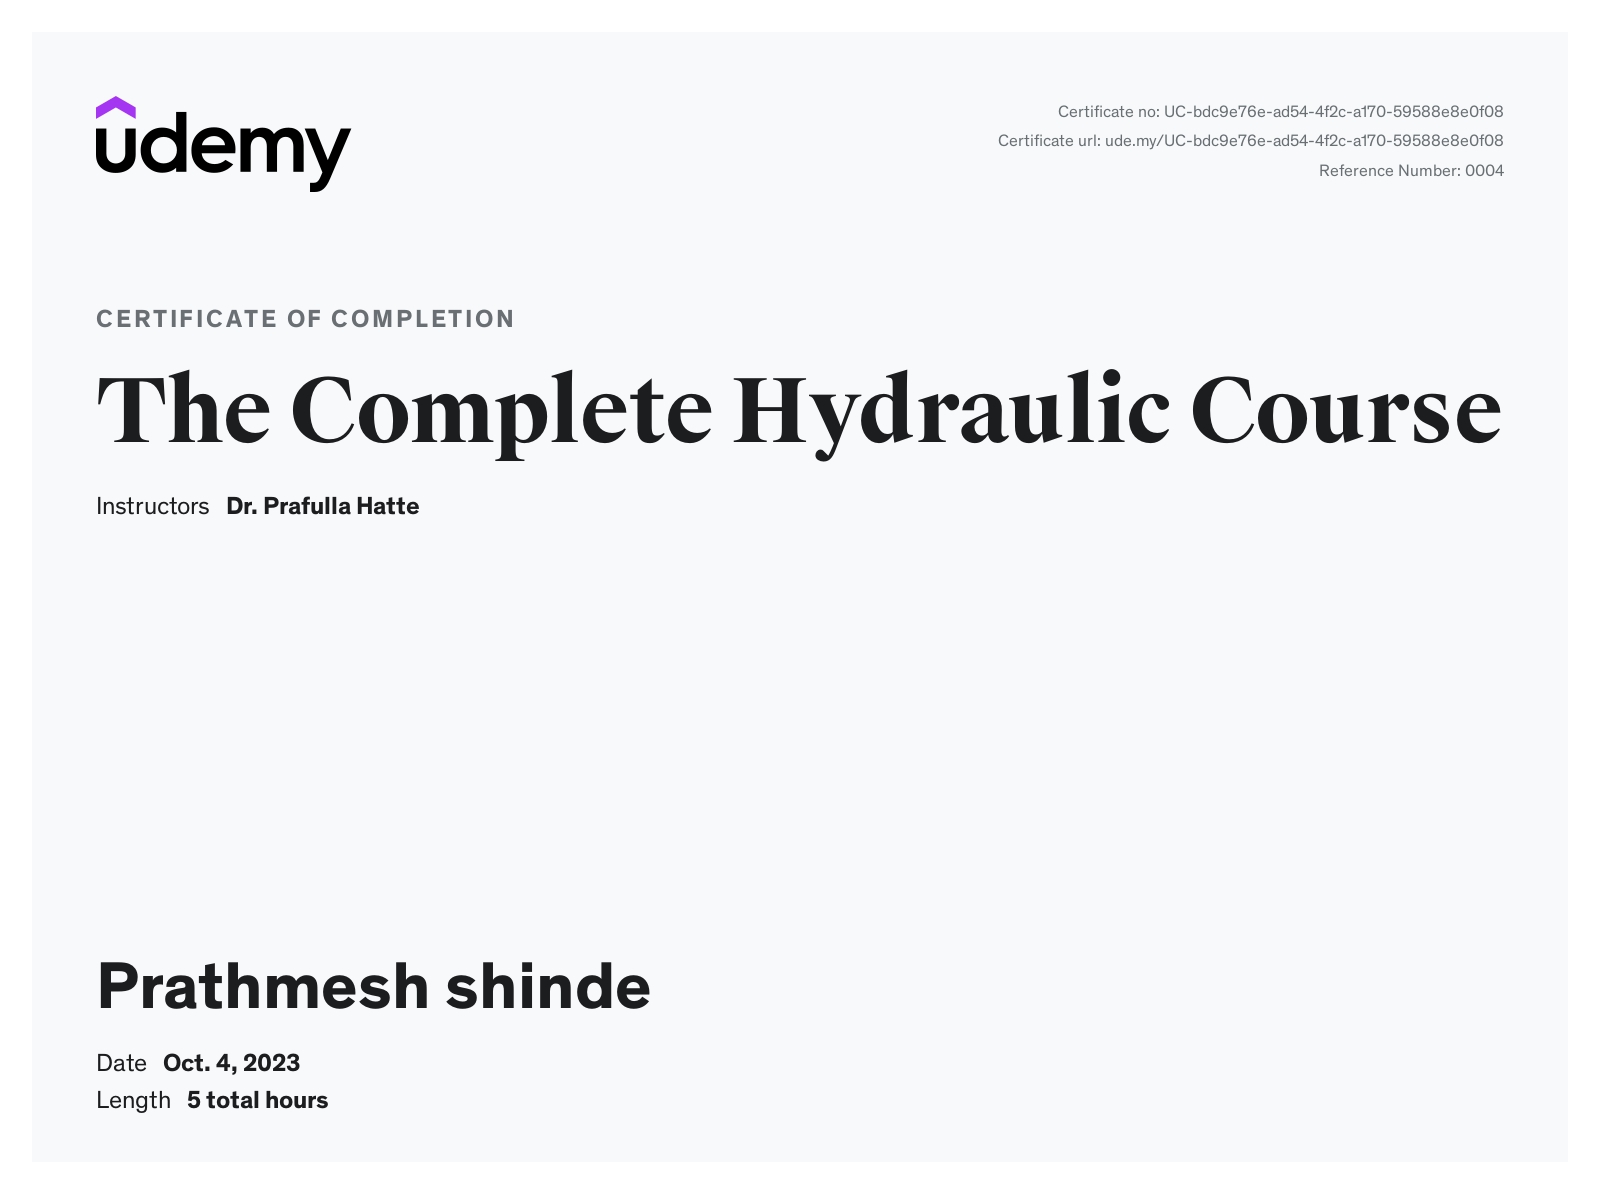 udemy
Certificate no: UC-bdc9e76e-ad54-4f2c-a170-59588e8e0f08
Certificate url: ude.my/UC-bdc9e76e-ad54-4f2c-a170-59588e8e0f08
Reference Number: 0004
CERTIFICATE OF COMPLETION
The Complete Hydraulic Course
Instructors Dr. Prafulla Hatte
Prathmesh shinde
Date Oct. 4, 2023
Length 5 total hours